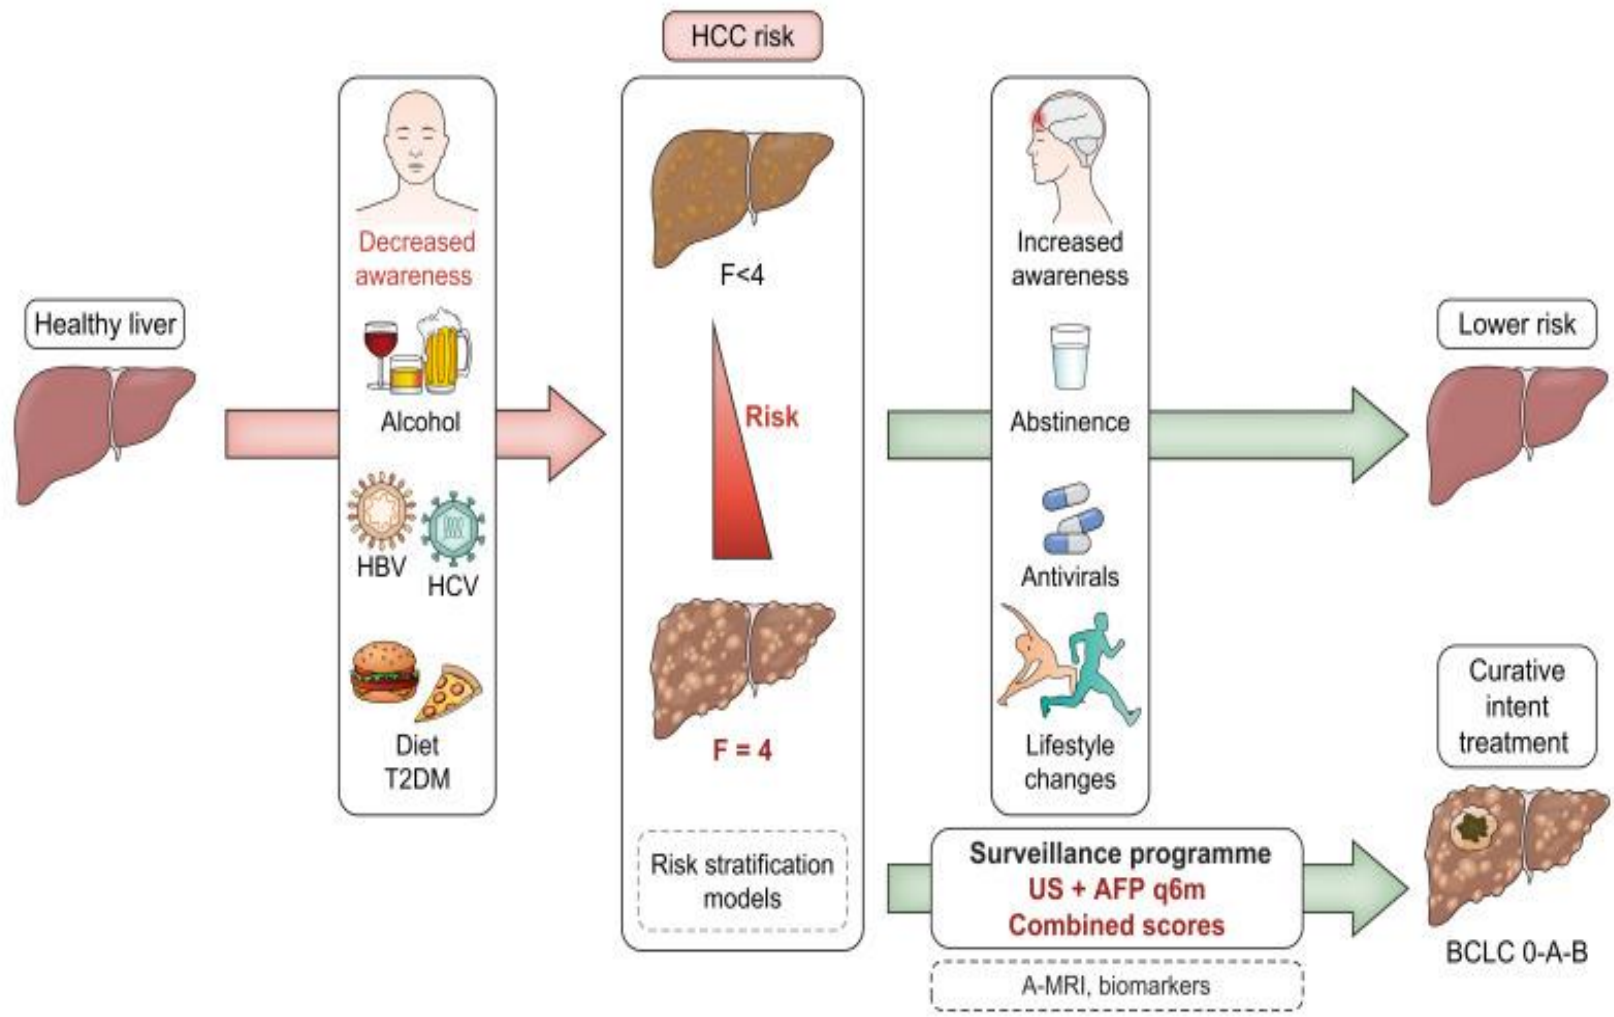 HCC risk
Healthy liver
Decreased
awareness
Alcohol
HBV
HCV
Diet
T2DM
F<4
Risk
F = 4
Risk stratification
models
Increased
awareness
Abstinence
Antivirals
Lifestyle
changes
Surveillance programme
US + AFP q6m
Combined scores
A-MRI, biomarkers
Lower risk
Curative
intent
treatment
BCLC 0-A-B